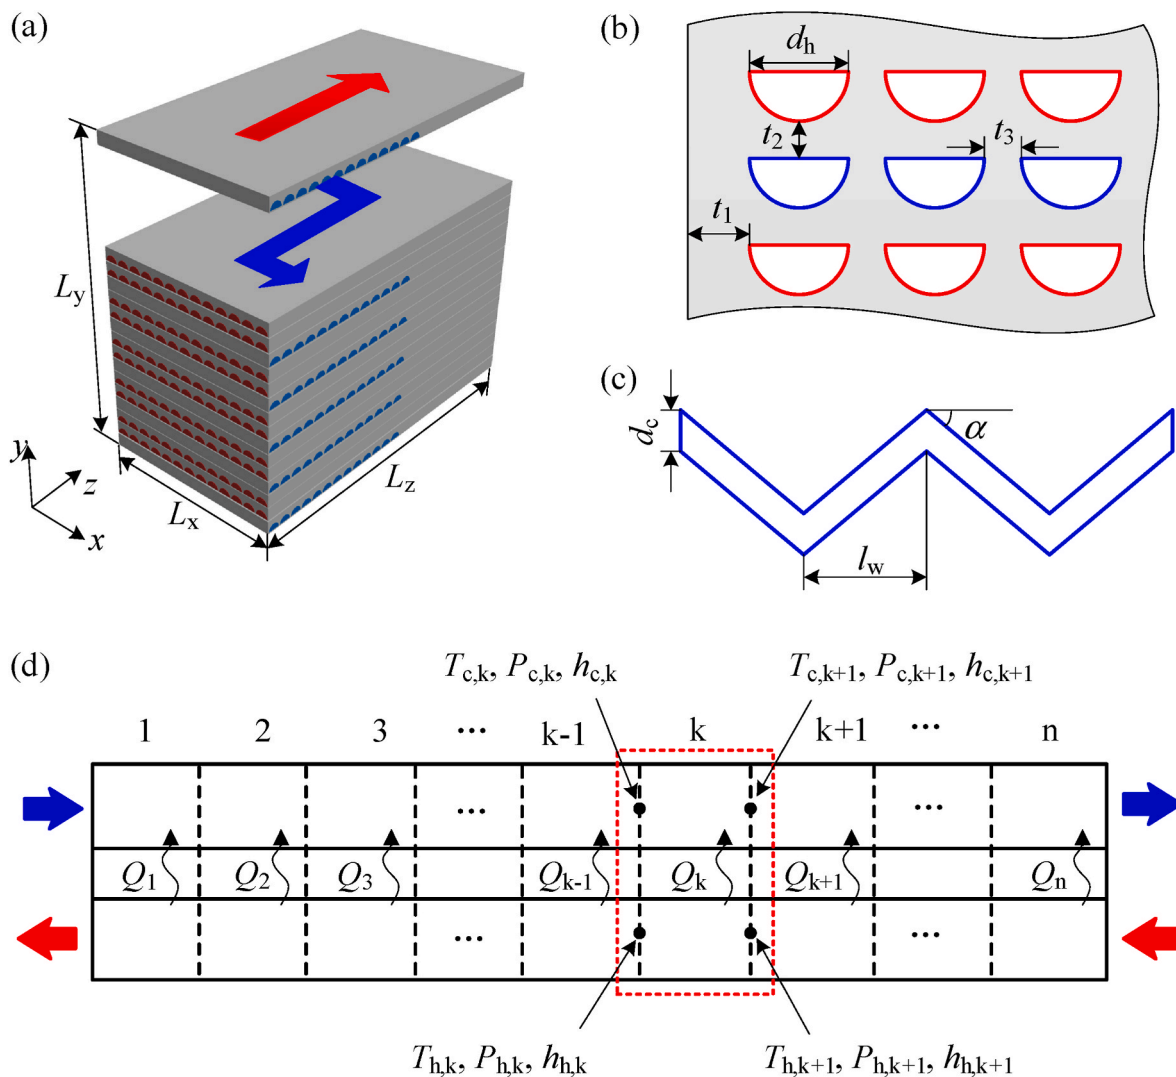 (a)
L_y
y
z
x
L_x
L_z
(b)
d_h
t_2
t_3
t_1
(c)
d_c
α
l_w
(d)
T_c,k, P_c,k, h_c,k
T_c,k+1, P_c,k+1, h_c,k+1
1 2 3 ... k-1 k k+1 ... n
... ...
Q_1 Q_2 Q_3 Q_k-1 Q_k Q_k+1 Q_n
... ...
T_h,k, P_h,k, h_h,k
T_h,k+1, P_h,k+1, h_h,k+1